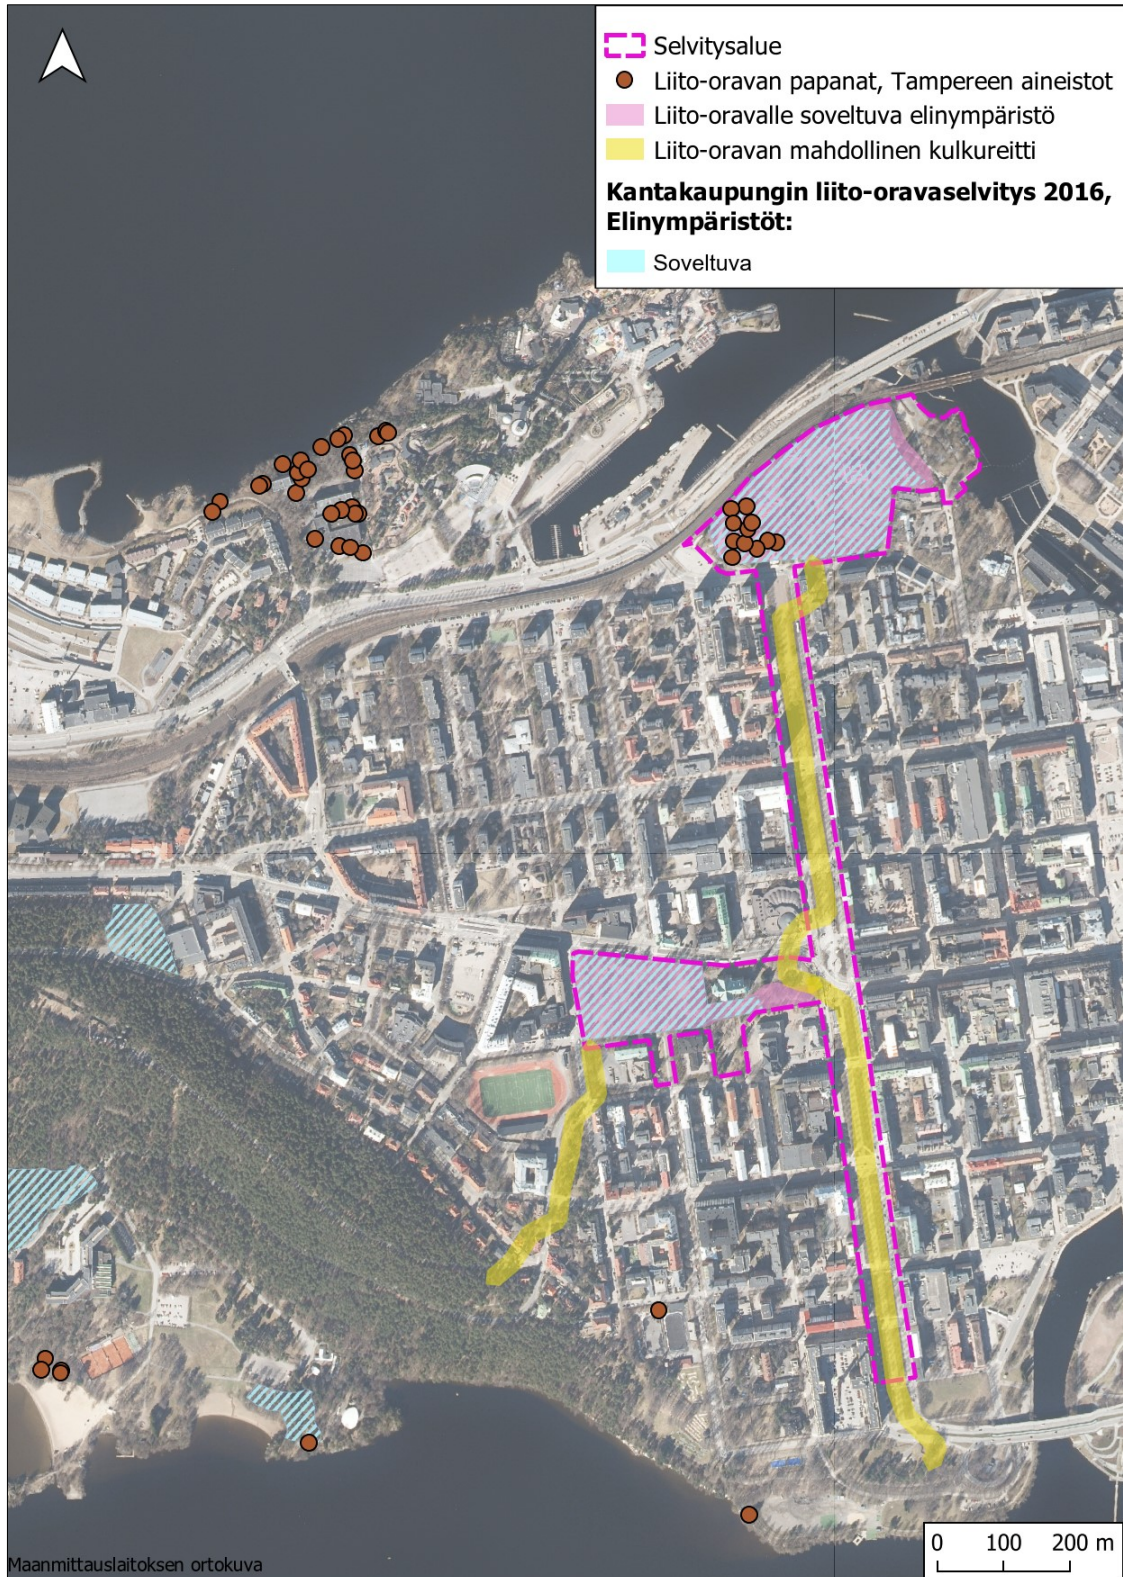 Selvitysalue
Liito-oravan papanat, Tampereen aineistot
Liito-oravalle soveltuva elinympäristö
Liito-oravan mahdollinen kulkureitti
Kantakaupungin liito-oravaselvitys 2016,
Elinympäristöt:
Soveltuva
0 100 200 m
Maanmittauslaitoksen ortokuva